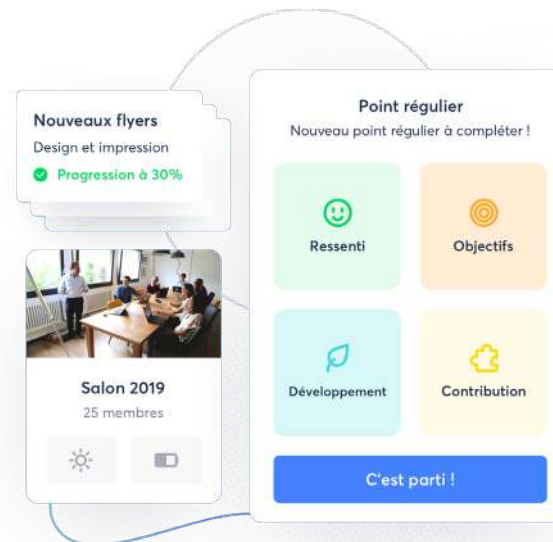 Nouveaux flyers
Design et impression
Progression à 30%
Salon 2019
25 membres
Point régulier
Nouveau point régulier à compléter !
Ressenti
Objectifs
Développement
Contribution
C'est parti !